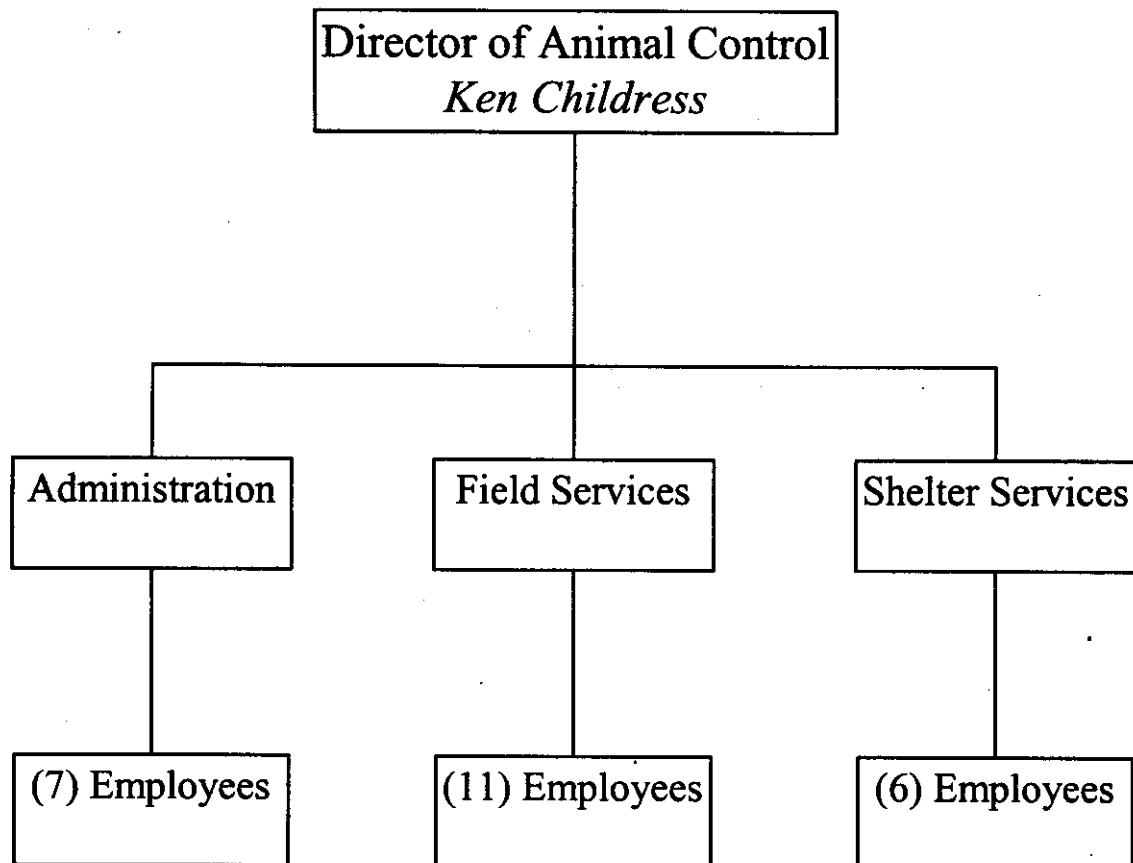 Director of Animal Control
Ken Childress
Administration
Field Services
Shelter Services
(7) Employees
(11) Employees
(6) Employees